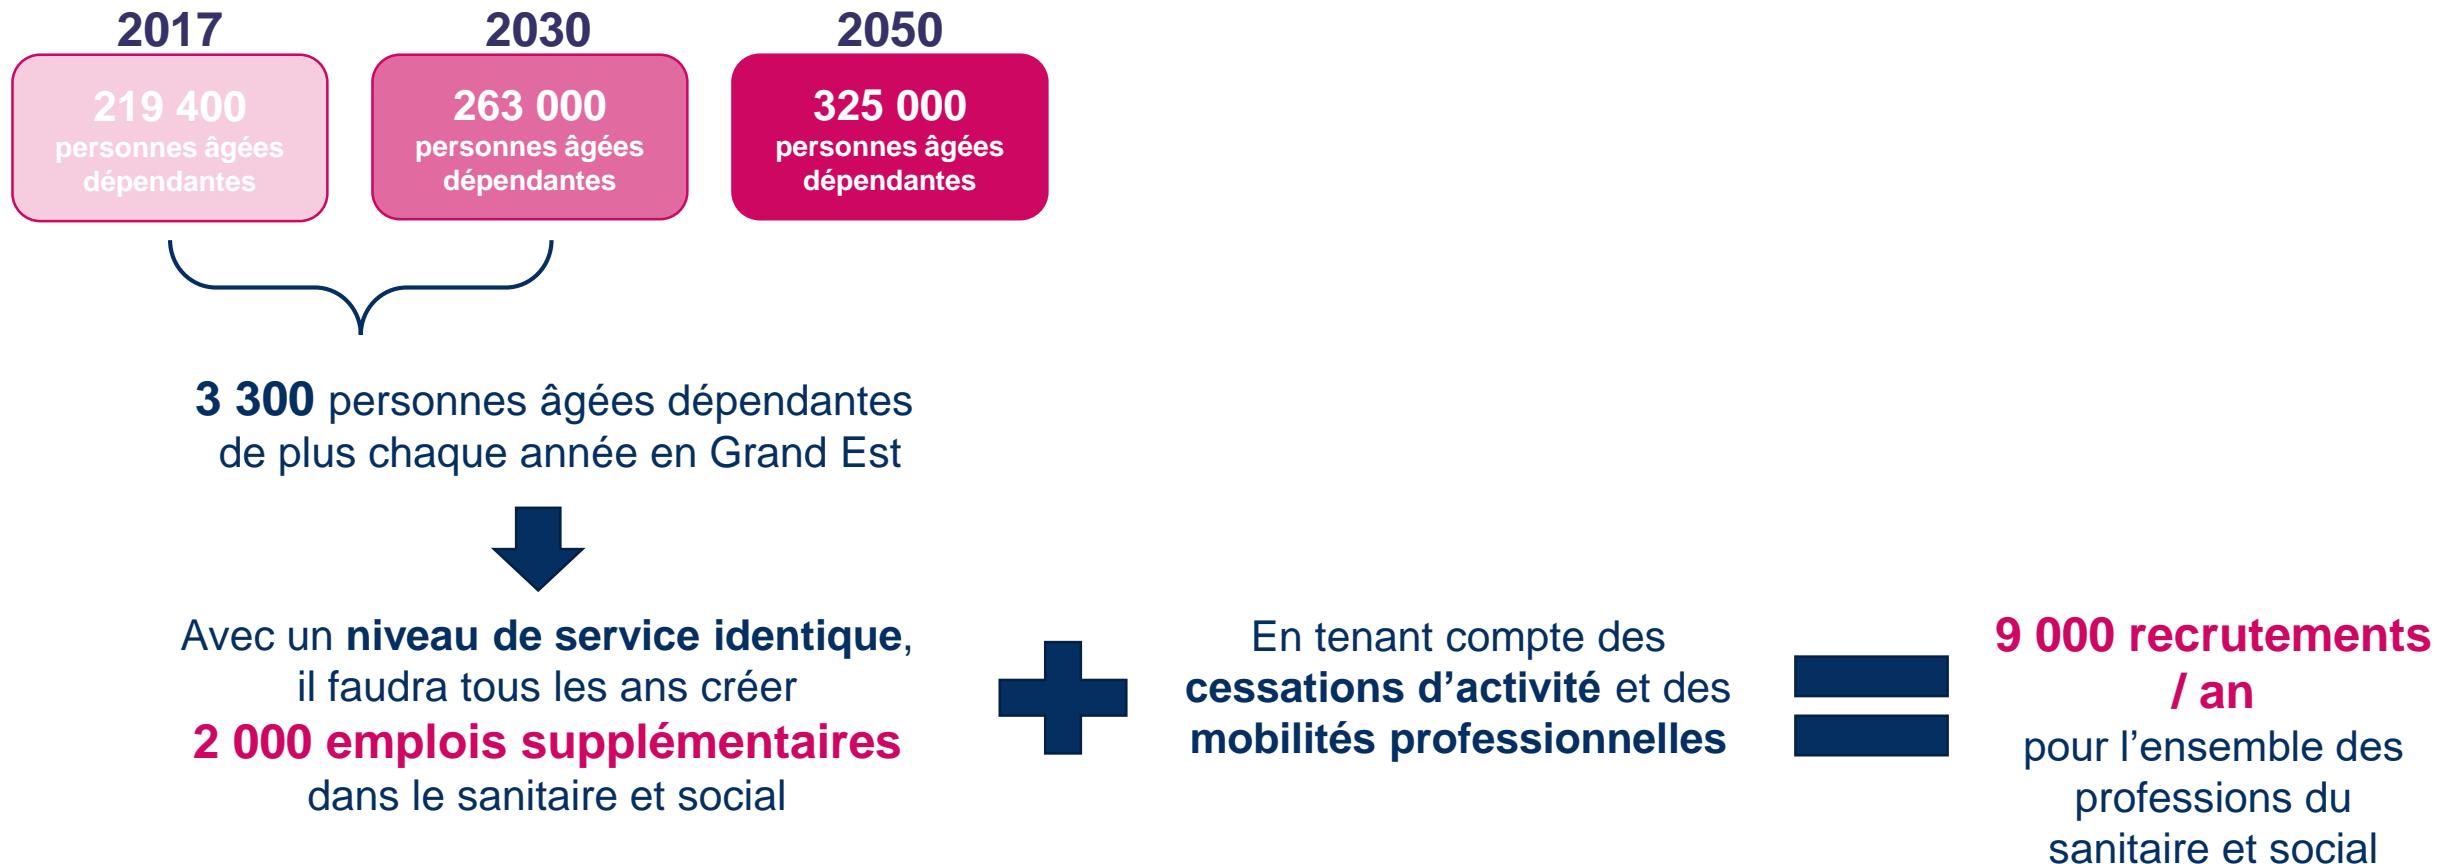 2017
219 400
personnes âgées
dépendantes
2030
263 000
personnes âgées
dépendantes
2050
325 000
personnes âgées
dépendantes
3 300 personnes âgées dépendantes
de plus chaque année en Grand Est
Avec un niveau de service identique,
il faudra tous les ans créer
2 000 emplois supplémentaires
dans le sanitaire et social
En tenant compte des
cessations d’activité et des
mobilités professionnelles
9 000 recrutements
/ an
pour l’ensemble des
professions du
sanitaire et social